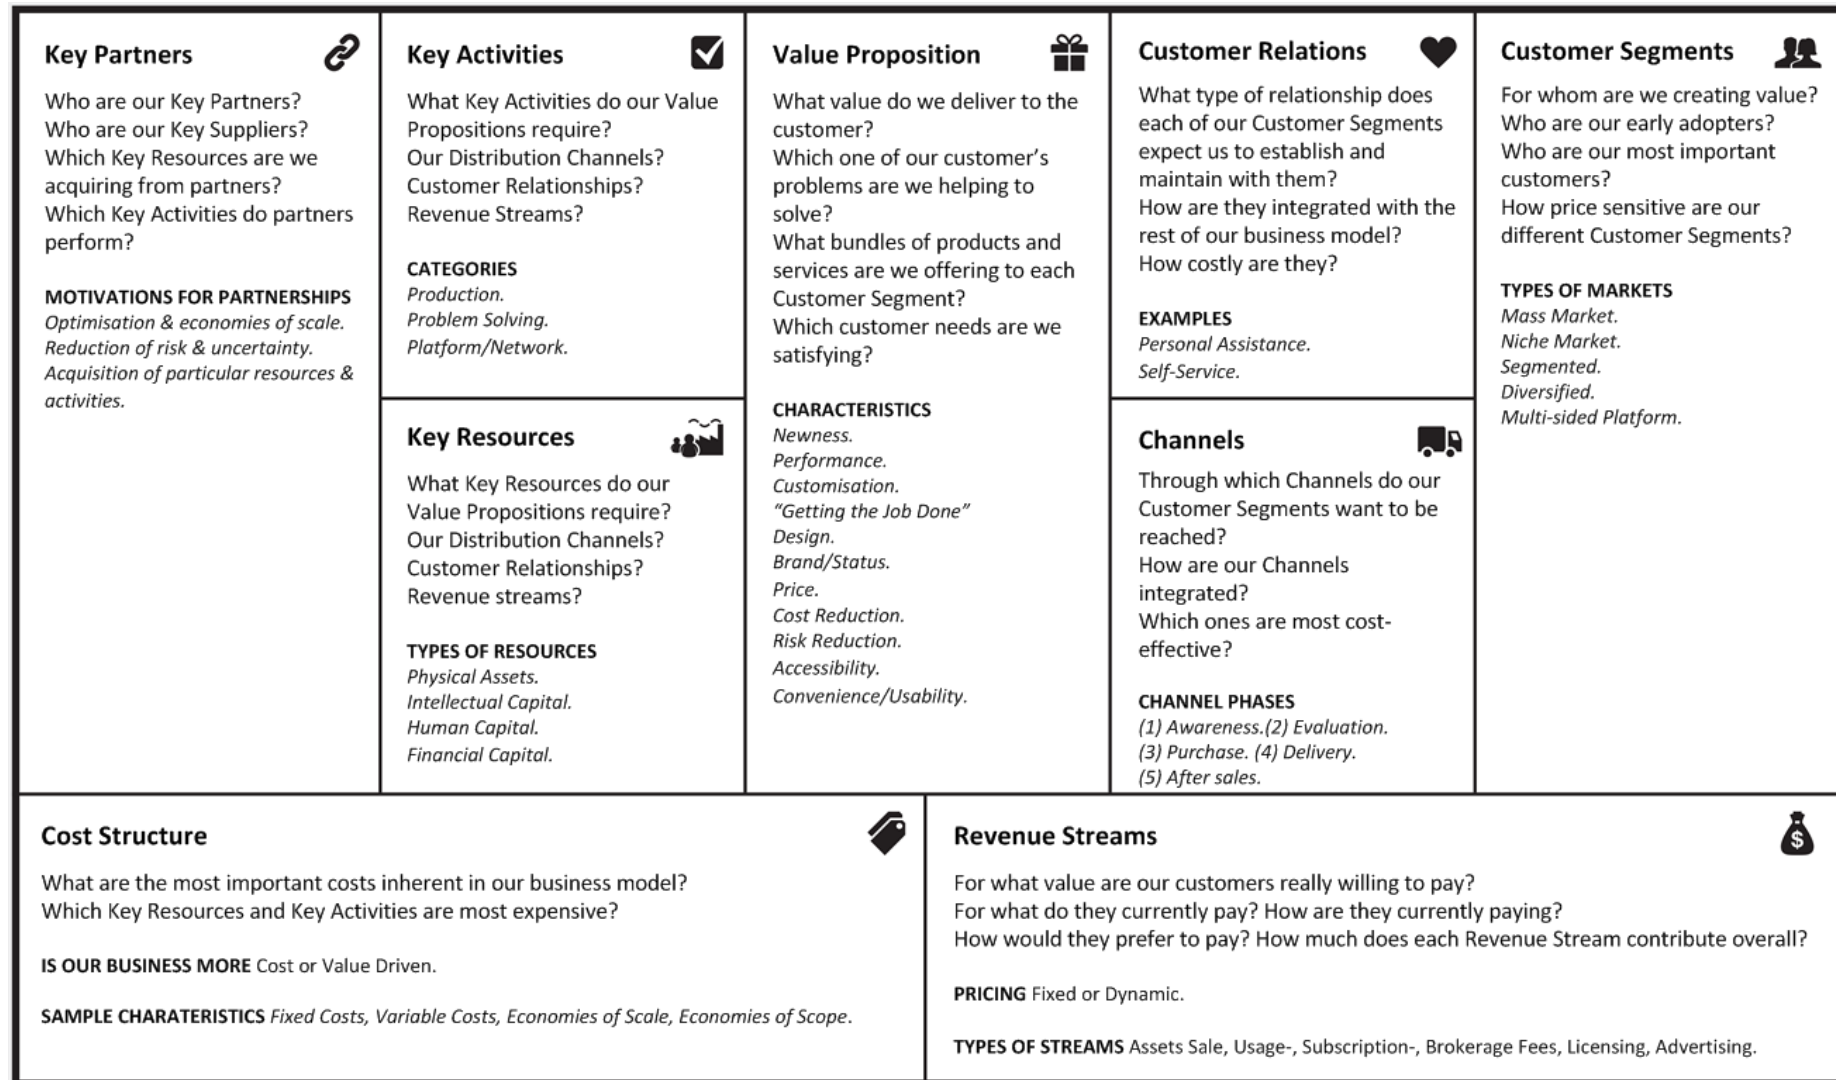 Key Partners
Who are our Key Partners?
Who are our Key Suppliers?
Which Key Resources are we
acquiring from partners?
Which Key Activities do partners
perform?
MOTIVATIONS FOR PARTNERSHIPS
Optimisation & economies of scale.
Reduction of risk & uncertainty.
Acquisition of particular resources &
activities.
Key Activities
What Key Activities do our Value
Propositions require?
Our Distribution Channels?
Customer Relationships?
Revenue Streams?
CATEGORIES
Production.
Problem Solving.
Platform/Network.
Key Resources
What Key Resources do our
Value Propositions require?
Our Distribution Channels?
Customer Relationships?
Revenue streams?
TYPES OF RESOURCES
Physical Assets.
Intellectual Capital.
Human Capital.
Financial Capital.
Value Proposition
What value do we deliver to the
customer?
Which one of our customer’s
problems are we helping to
solve?
What bundles of products and
services are we offering to each
Customer Segment?
Which customer needs are we
satisfying?
CHARACTERISTICS
Newness.
Performance.
Customisation.
“Getting the Job Done”
Design.
Brand/Status.
Price.
Cost Reduction.
Risk Reduction.
Accessibility.
Convenience/Usability.
Customer Relations
What type of relationship does
each of our Customer Segments
expect us to establish and
maintain with them?
How are they integrated with the
rest of our business model?
How costly are they?
EXAMPLES
Personal Assistance.
Self-Service.
Channels
Through which Channels do our
Customer Segments want to be
reached?
How are our Channels
integrated?
Which ones are most cost-
effective?
CHANNEL PHASES
(1) Awareness.(2) Evaluation.
(3) Purchase. (4) Delivery.
(5) After sales.
Customer Segments
For whom are we creating value?
Who are our early adopters?
Who are our most important
customers?
How price sensitive are our
different Customer Segments?
TYPES OF MARKETS
Mass Market.
Niche Market.
Segmented.
Diversified.
Multi-sided Platform.
Cost Structure
What are the most important costs inherent in our business model?
Which Key Resources and Key Activities are most expensive?
IS OUR BUSINESS MORE Cost or Value Driven.
SAMPLE CHARATERISTICS Fixed Costs, Variable Costs, Economies of Scale, Economies of Scope.
Revenue Streams
$
For what value are our customers really willing to pay?
For what do they currently pay? How are they currently paying?
How would they prefer to pay? How much does each Revenue Stream contribute overall?
PRICING Fixed or Dynamic.
TYPES OF STREAMS Assets Sale, Usage-, Subscription-, Brokerage Fees, Licensing, Advertising.